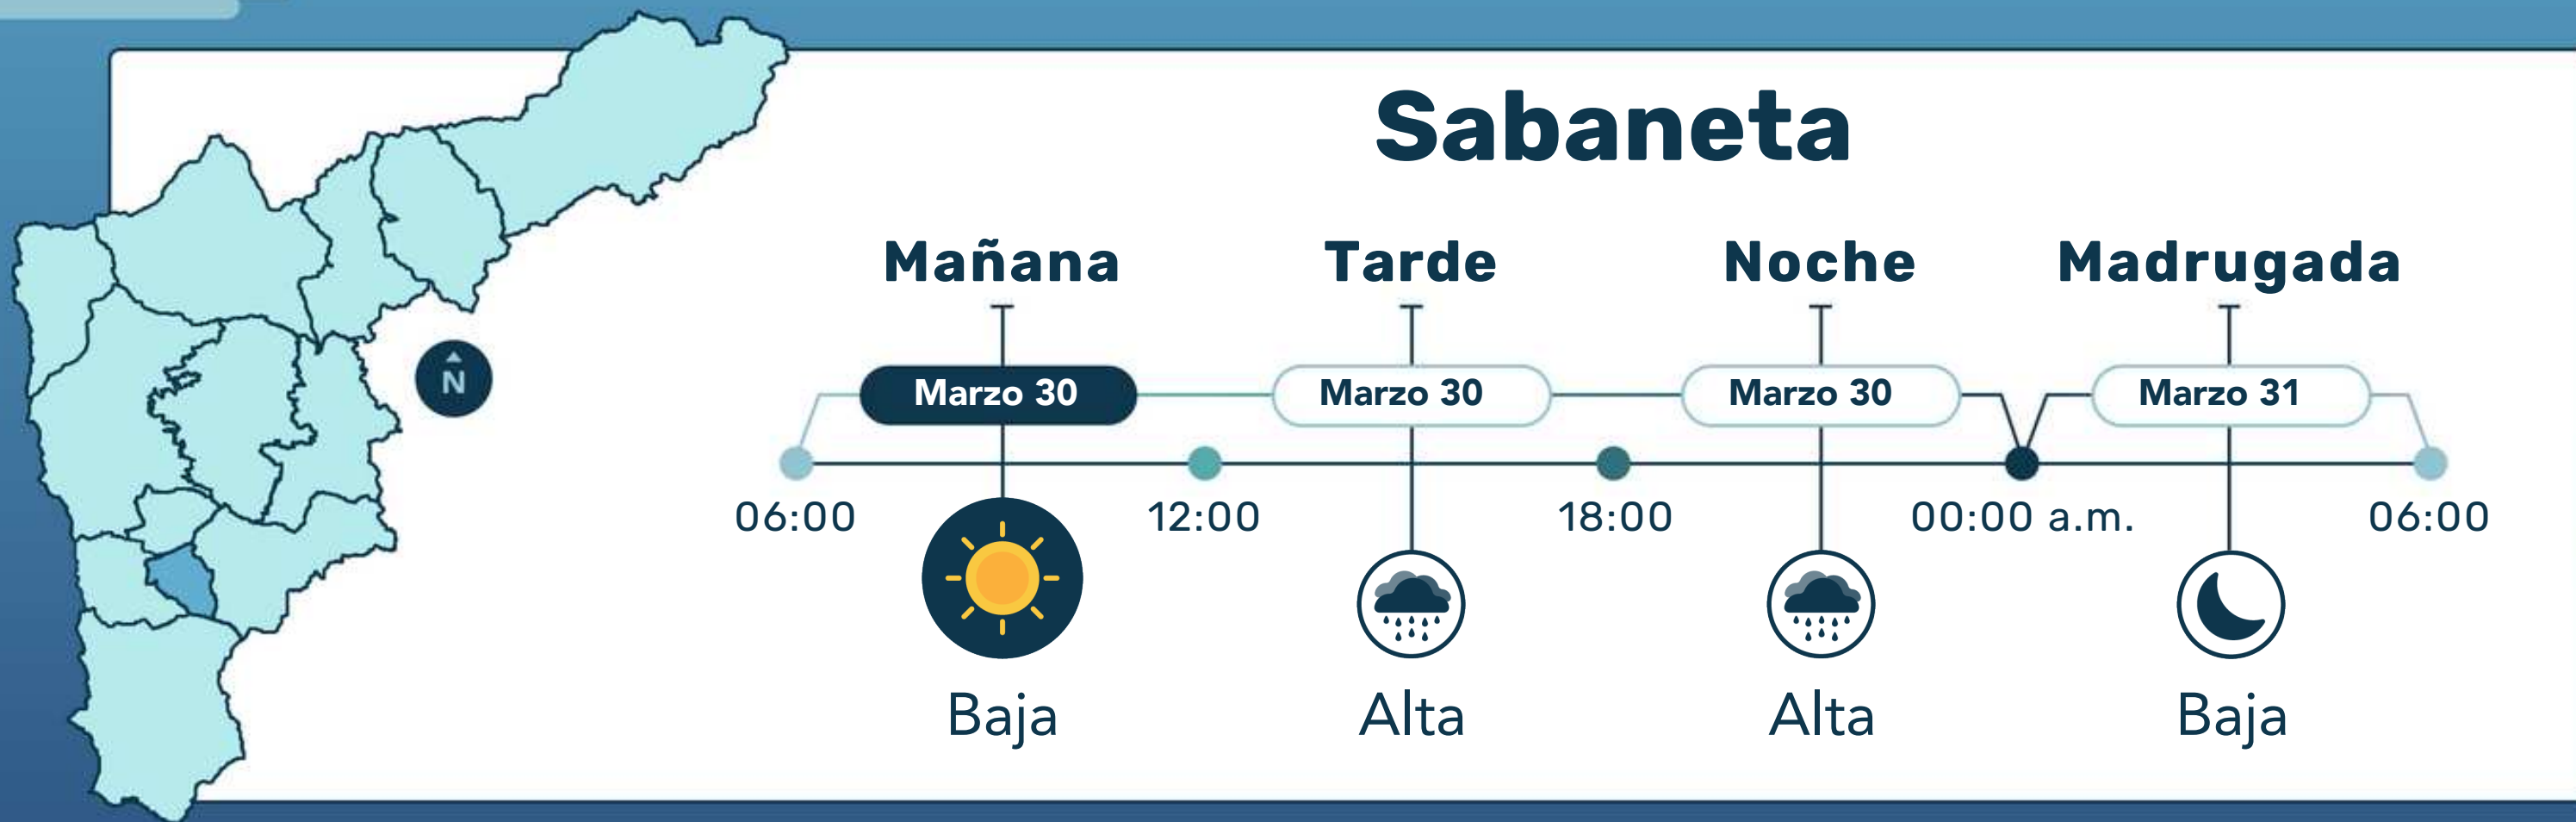 Sabaneta
Mañana Tarde Noche Madrugada
N
Marzo 30 Marzo 30 Marzo 30 Marzo 31
06:00 12:00 18:00 00:00 a.m. 06:00
Baja Alta Alta Baja